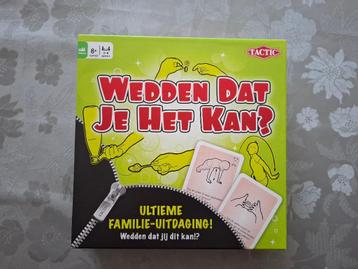 8+
TACTIC
WEDDEN DAT
JE HET KAN?
ULTIEME
FAMILIE-UITDAGING!
Wedden dat jij dit kan!?